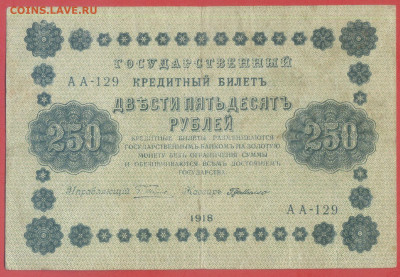 COINS.LAVE.RU
ГОСУДАРСТВЕННЫЙ
АА-129 КРЕДИТНЫЙ БИЛЕТЪ
ДВѢСТИ ПЯТЬДЕСЯТЪ
РУБЛЕЙ
250 250
КРЕДИТНЫЕ БИЛЕТЫ РАЗМѢНИВАЮТСЯ
ГОСУДАРСТВЕННЫМЪ БАНКОМЪ НА ЗОЛОТУЮ
МОНЕТУ БЕЗЪ ОГРАНИЧЕНІЯ СУММЫ
И ОБЕЗПЕЧИВАЮТСЯ ВСѢМЪ ДОСТОЯНІЕМЪ
ГОСУДАРСТВА.
Управляющій Кассиръ
АА-129
1918